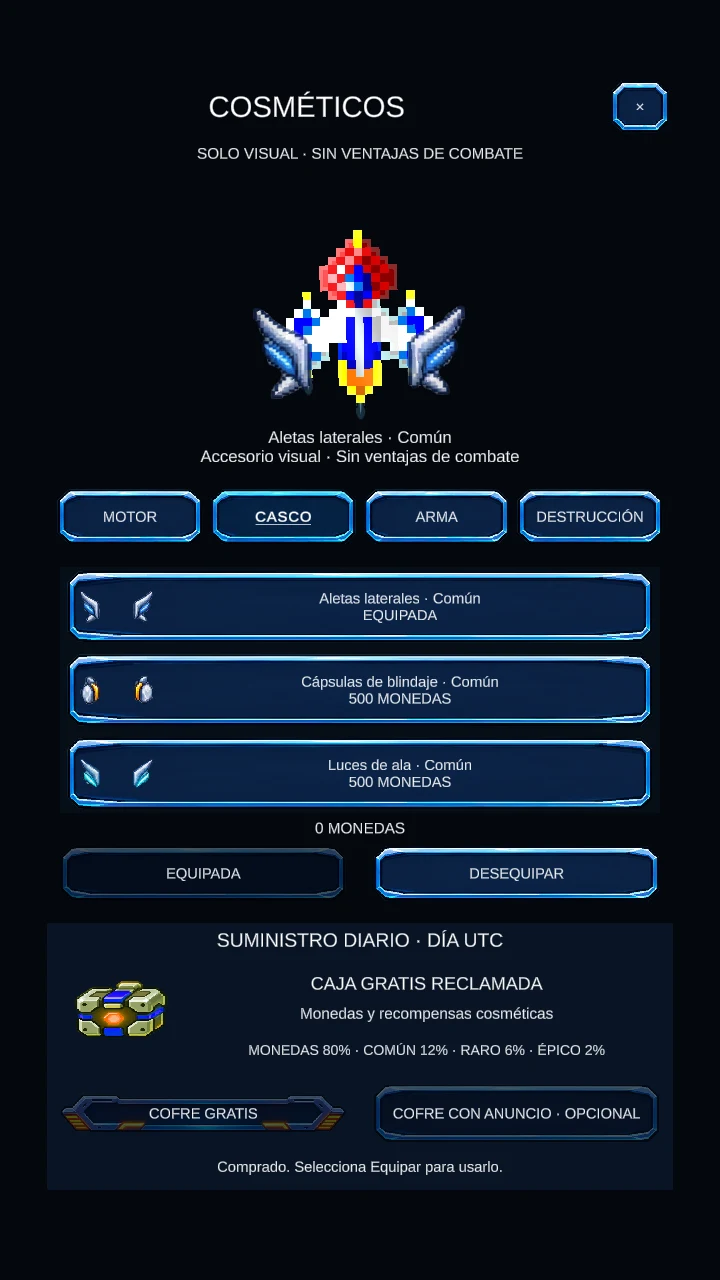 COSMÉTICOS
×
SOLO VISUAL · SIN VENTAJAS DE COMBATE
Aletas laterales · Común
Accesorio visual · Sin ventajas de combate
MOTOR
CASCO
ARMA
DESTRUCCIÓN
Aletas laterales · Común
EQUIPADA
Cápsulas de blindaje · Común
500 MONEDAS
Luces de ala · Común
500 MONEDAS
0 MONEDAS
EQUIPADA
DESEQUIPAR
SUMINISTRO DIARIO · DÍA UTC
CAJA GRATIS RECLAMADA
Monedas y recompensas cosméticas
MONEDAS 80% · COMÚN 12% · RARO 6% · ÉPICO 2%
COFRE GRATIS
COFRE CON ANUNCIO · OPCIONAL
Comprado. Selecciona Equipar para usarlo.